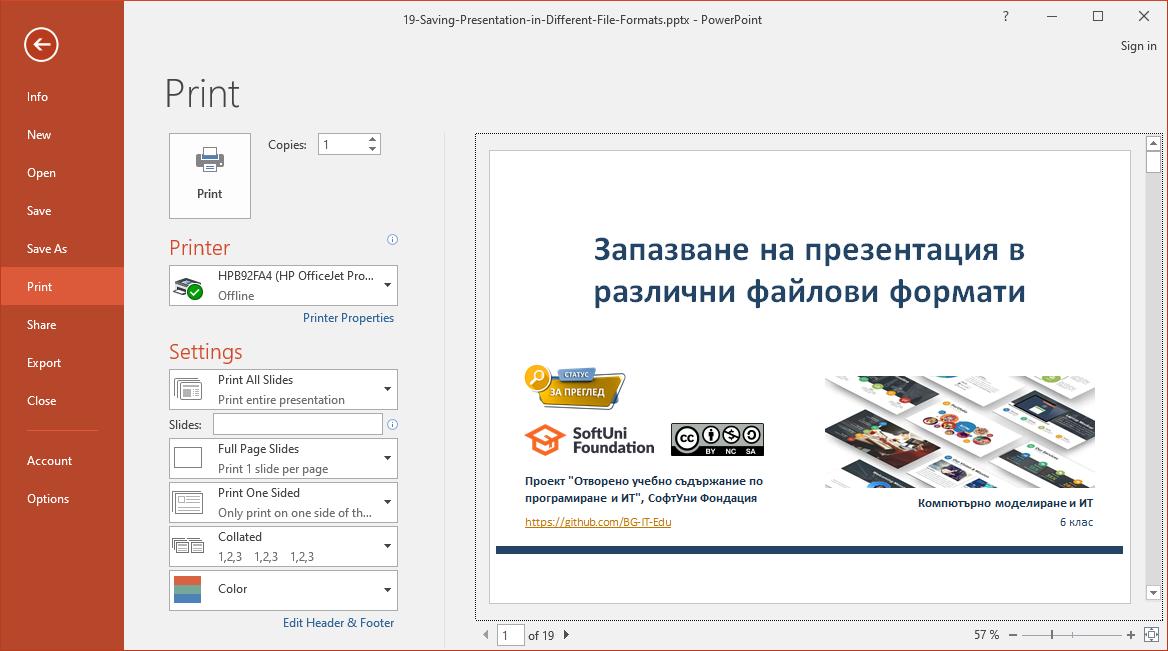 19-Saving-Presentation-in-Different-File-Formats.pptx - PowerPoint
?
Sign in
Info
New
Open
Save
Save As
Print
Share
Export
Close
Account
Options
Print
Print
Copies: 1
Printer
HPB92FA4 (HP OfficeJet Pro...
Offline
Printer Properties
Settings
Print All Slides
Print entire presentation
Slides:
Full Page Slides
Print 1 slide per page
Print One Sided
Only print on one side of th...
Collated
1,2,3 1,2,3 1,2,3
Color
Edit Header & Footer
Запазване на презентация в
различни файлови формати
СТАТУС
ЗА ПРЕГЛЕД
SoftUni
Foundation
CC
BY NC SA
Проект "Отворено учебно съдържание по
програмиране и ИТ", СофтУни Фондация
https://github.com/BG-IT-Edu
Компютърно моделиране и ИТ
6 клас
1 of 19
57 %